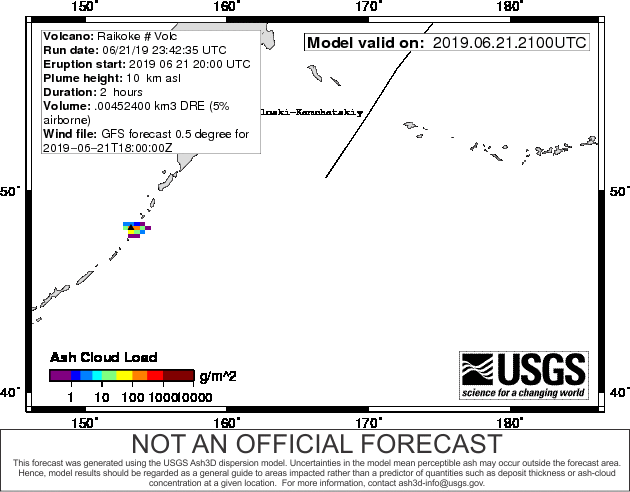 150˚ 160˚ 170˚ 180˚
Volcano: Raikoke # Volc
Run date: 06/21/19 23:42:35 UTC
Eruption start: 2019 06 21 20:00 UTC
Plume height: 10 km asl
Duration: 2 hours
Volume: .00452400 km3 DRE (5%
airborne)
Wind file: GFS forecast 0.5 degree for
2019-06-21T18:00:00Z
Model valid on: 2019.06.21.2100UTC
50˚ 50˚
Ash Cloud Load
g/m^2
1 10 100 1000 10000
USGS
science for a changing world
40˚ 40˚
150˚ 160˚ 170˚ 180˚
NOT AN OFFICIAL FORECAST
This forecast was generated using the USGS Ash3D dispersion model. Uncertainties in the model mean perceptible ash may occur outside the forecast area.
Hence, model results should be regarded as a general guide to areas impacted rather than a predictor of quantities such as deposit thickness or ash-cloud
concentration at a given location. For more information, contact ash3d-info@usgs.gov.